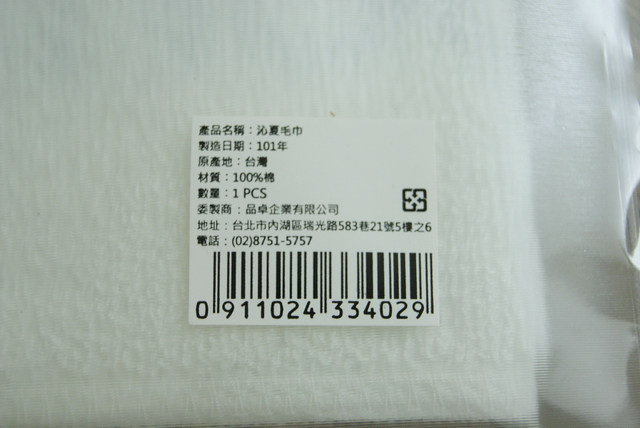 產品名稱：沁夏毛巾
製造日期：101年
原產地：台灣
材質：100%棉
數量：1 PCS
委製商：品卓企業有限公司
地址：台北市內湖區瑞光路583巷21號5樓之6
電話：(02)8751-5757
0 911024 334029